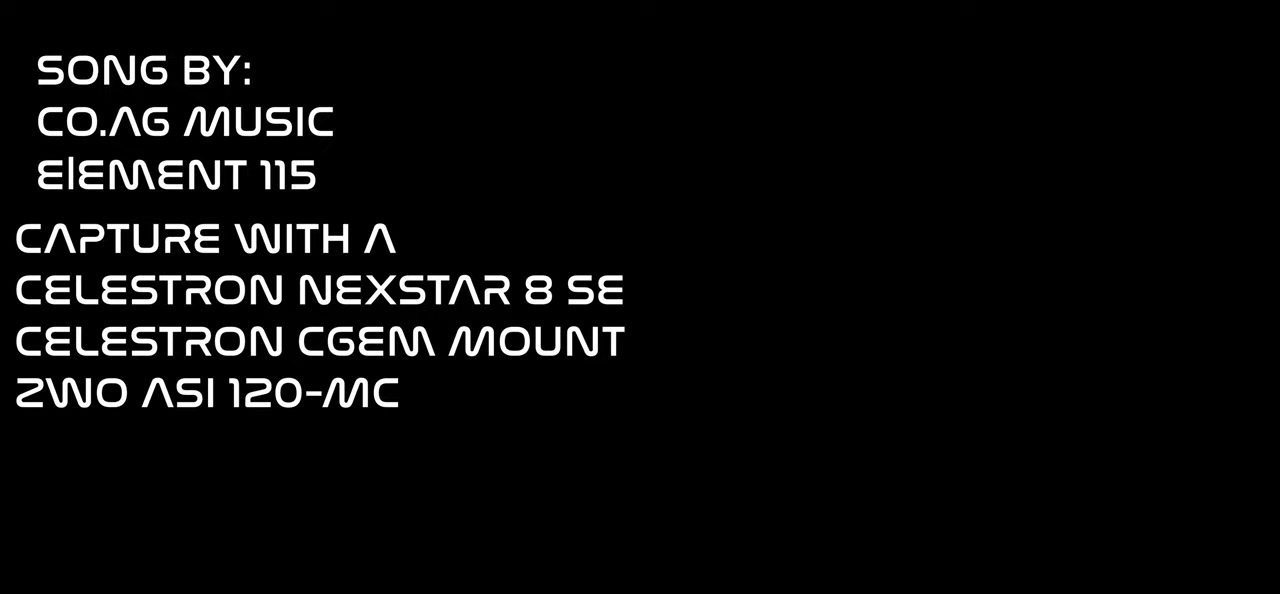 SONG BY:
CO.AG MUSIC
ElEMENT 115
CAPTURE WITH A
CELESTRON NEXSTAR 8 SE
CELESTRON CGEM MOUNT
ZWO ASI 120-MC